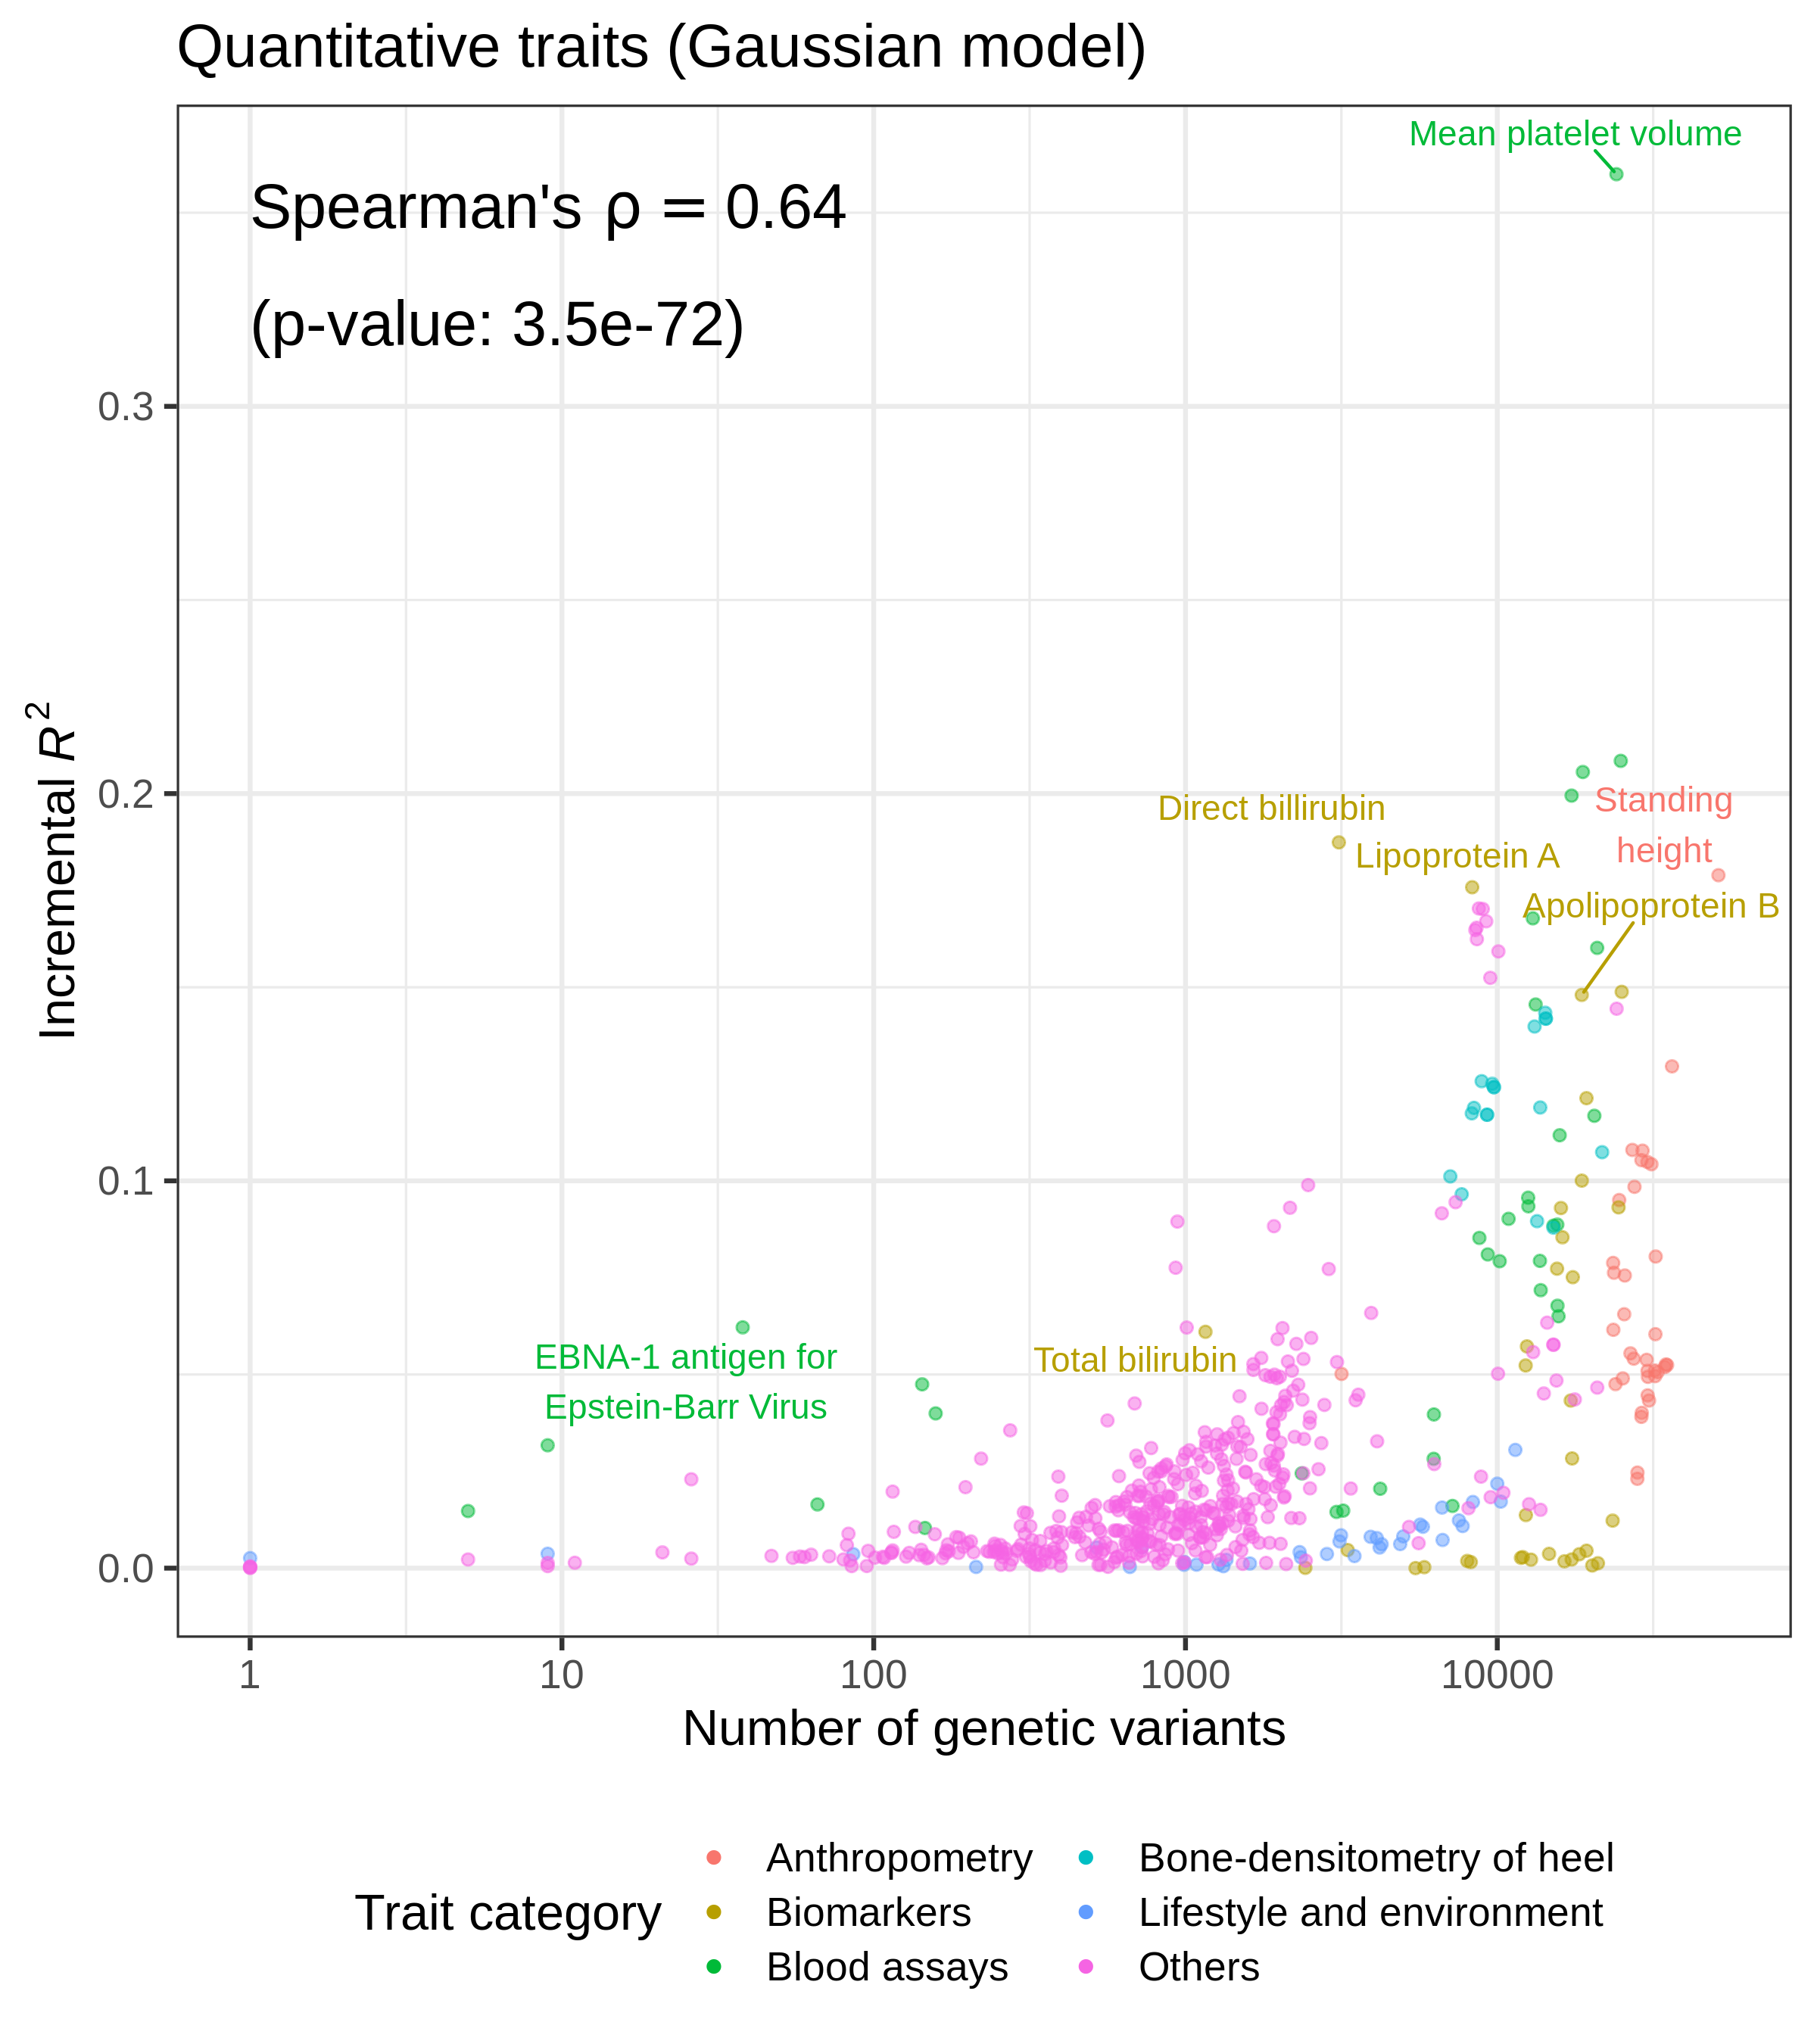 Quantitative traits (Gaussian model)
Mean platelet volume
Spearman's ρ = 0.64
(p-value: 3.5e-72)
0.3
0.2
0.1
0.0
Incremental R²
Direct billirubin
Standing
height
Lipoprotein A
Apolipoprotein B
EBNA-1 antigen for
Epstein-Barr Virus
Total bilirubin
1 10 100 1000 10000
Number of genetic variants
Trait category
Anthropometry
Biomarkers
Blood assays
Bone-densitometry of heel
Lifestyle and environment
Others